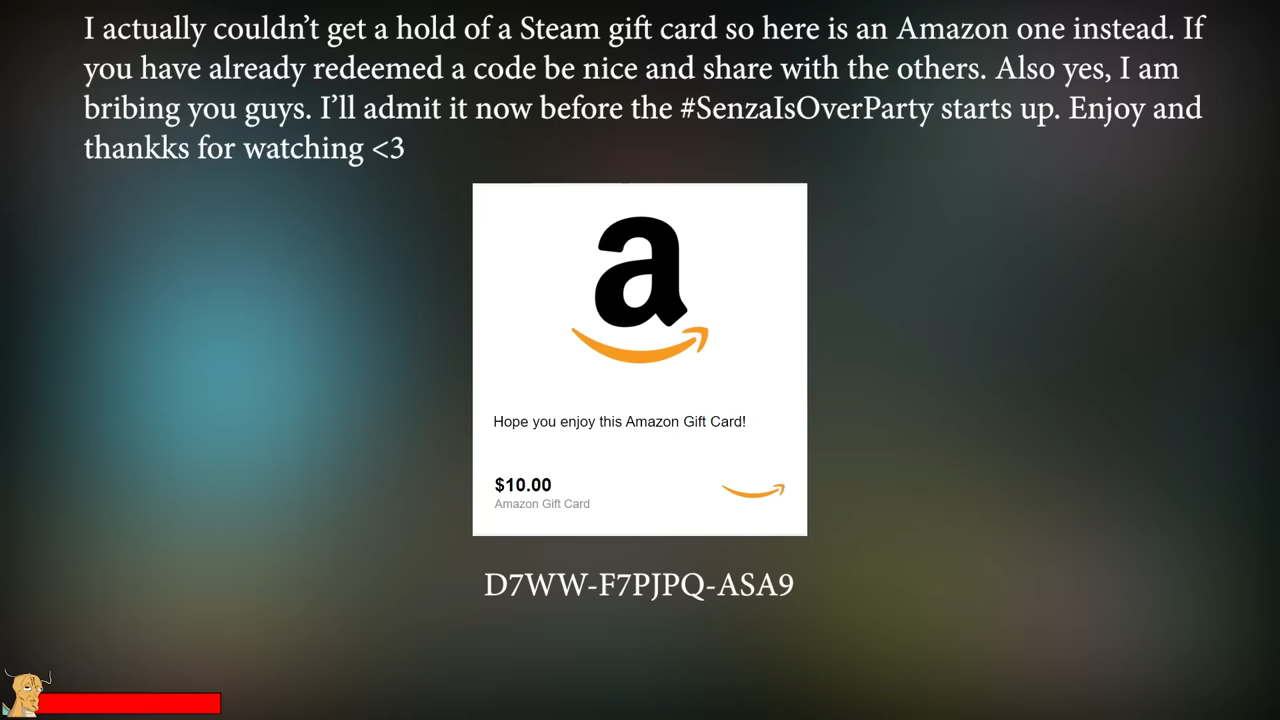 I actually couldn't get a hold of a Steam gift card so here is an Amazon one instead. If
you have already redeemed a code be nice and share with the others. Also yes, I am
bribing you guys. I'll admit it now before the #SenzaIsOverParty starts up. Enjoy and
thankks for watching <3
a
Hope you enjoy this Amazon Gift Card!
$10.00
Amazon Gift Card
D7WW-F7PJPQ-ASA9